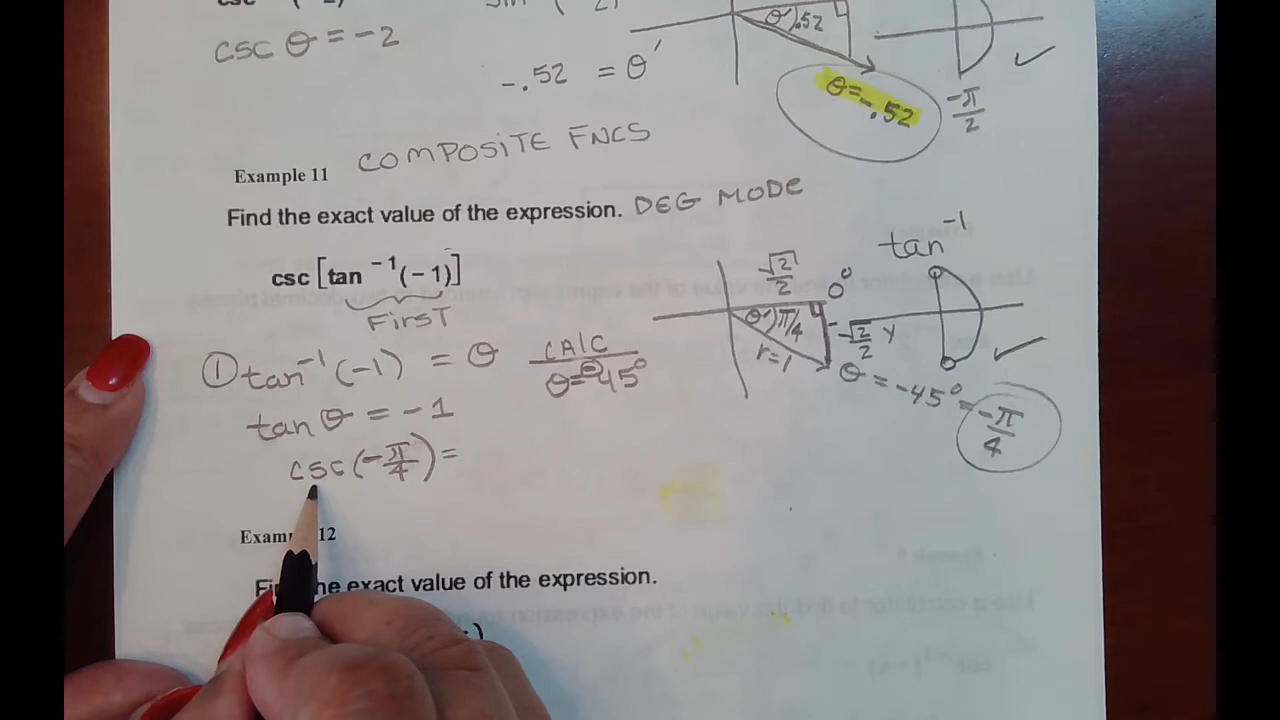 csc θ = -2
-.52 = θ'
θ' .52
θ = -.52
-π/2
Example 11 COMPOSITE FNCS
Find the exact value of the expression. DEG MODE
csc [tan⁻¹(-1)]
FirsT
① tan⁻¹(-1) = θ
CALC
θ = -45°
tan θ = -1
csc(-π/4) =
√2/2
0°
θ' π/4
-√2/2 y
r=1
θ = -45° = -π/4
tan⁻¹
Example 12
Find the exact value of the expression.